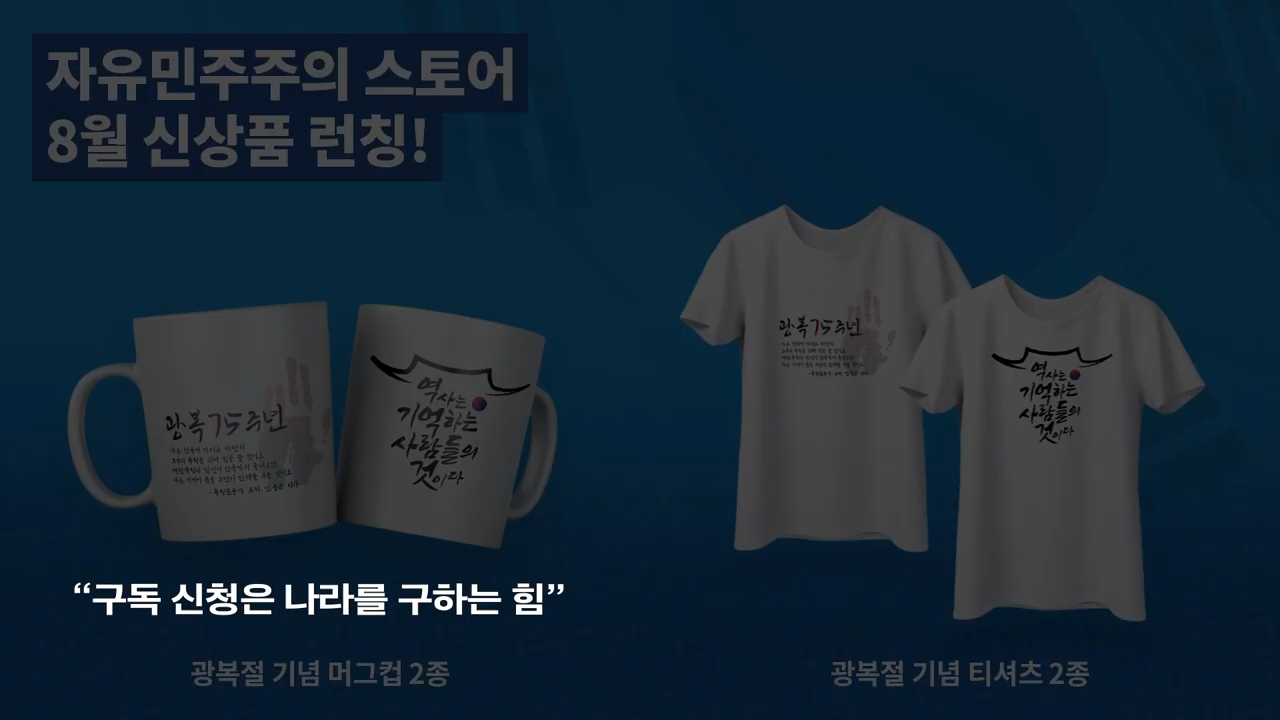 자유민주주의 스토어
8월 신상품 런칭!
광복75주년
역사는
기억하는
사람들의
것이다
광복75주년
역사는
기억하는
사람들의
것이다
“구독 신청은 나라를 구하는 힘”
광복절 기념 머그컵 2종
광복절 기념 티셔츠 2종